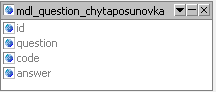 mdl_question_chytaposunovka
id
question
code
answer